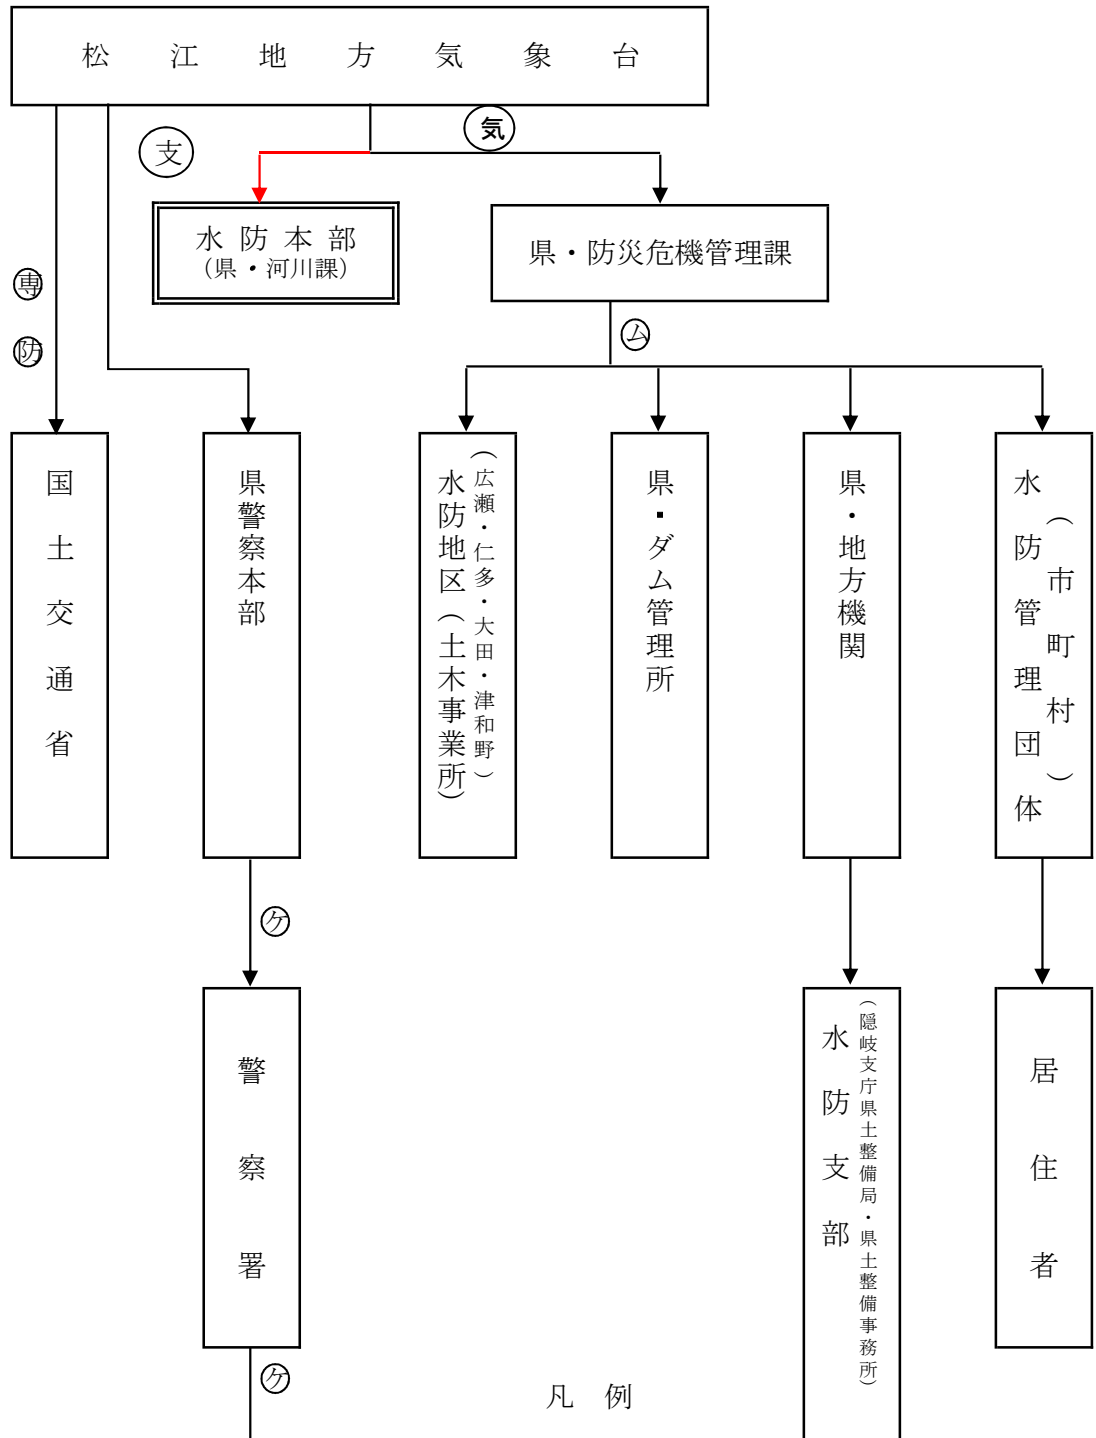 松江地方気象台
支
気
水防本部
（県・河川課）
県・防災危機管理課
専
防
ム
国土交通省
県警察本部
水防地区（土木事業所）
（広瀬・仁多・大田・津和野）
県・ダム管理所
県・地方機関
水防管理団体
（市町村）
ケ
警察署
水防支部
（隠岐支庁県土整備局・県土整備事務所）
居住者
ケ
凡例